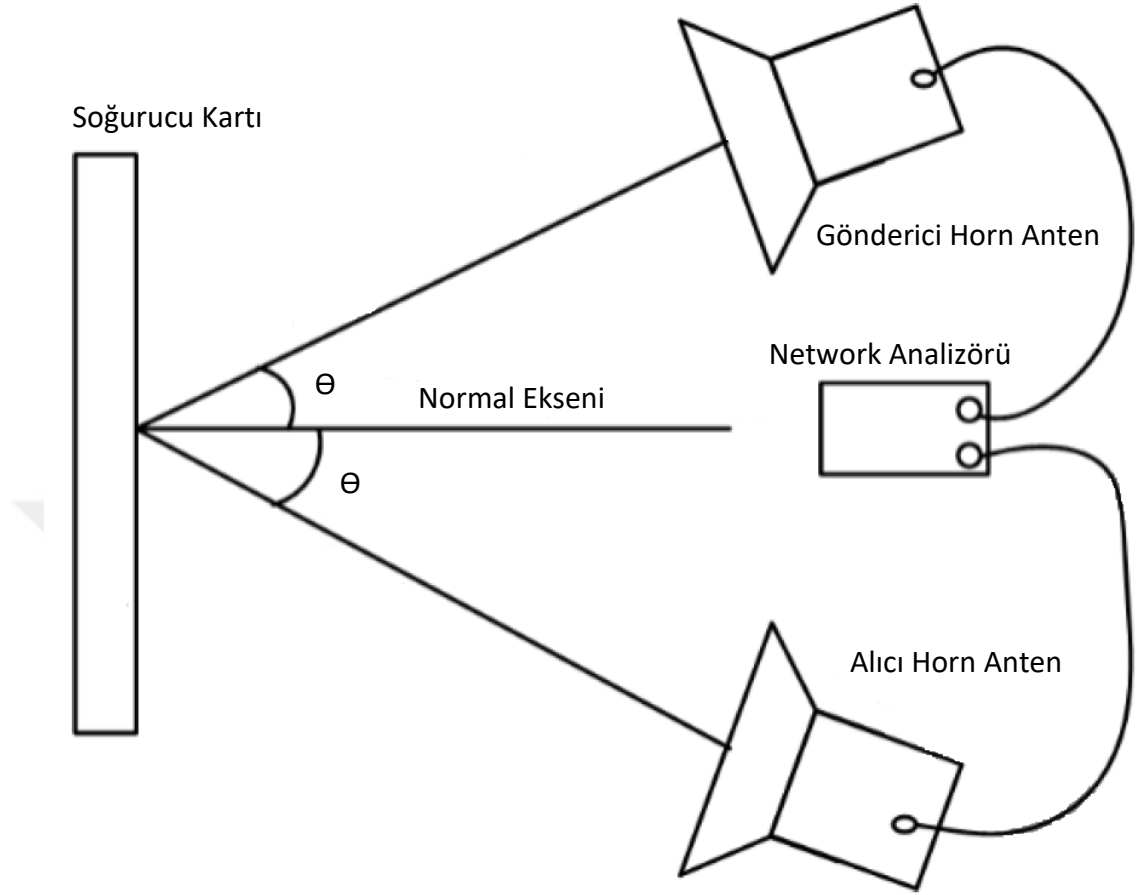 Soğurucu Kartı
Gönderici Horn Anten
Network Analizörü
ϴ
Normal Ekseni
ϴ
Alıcı Horn Anten